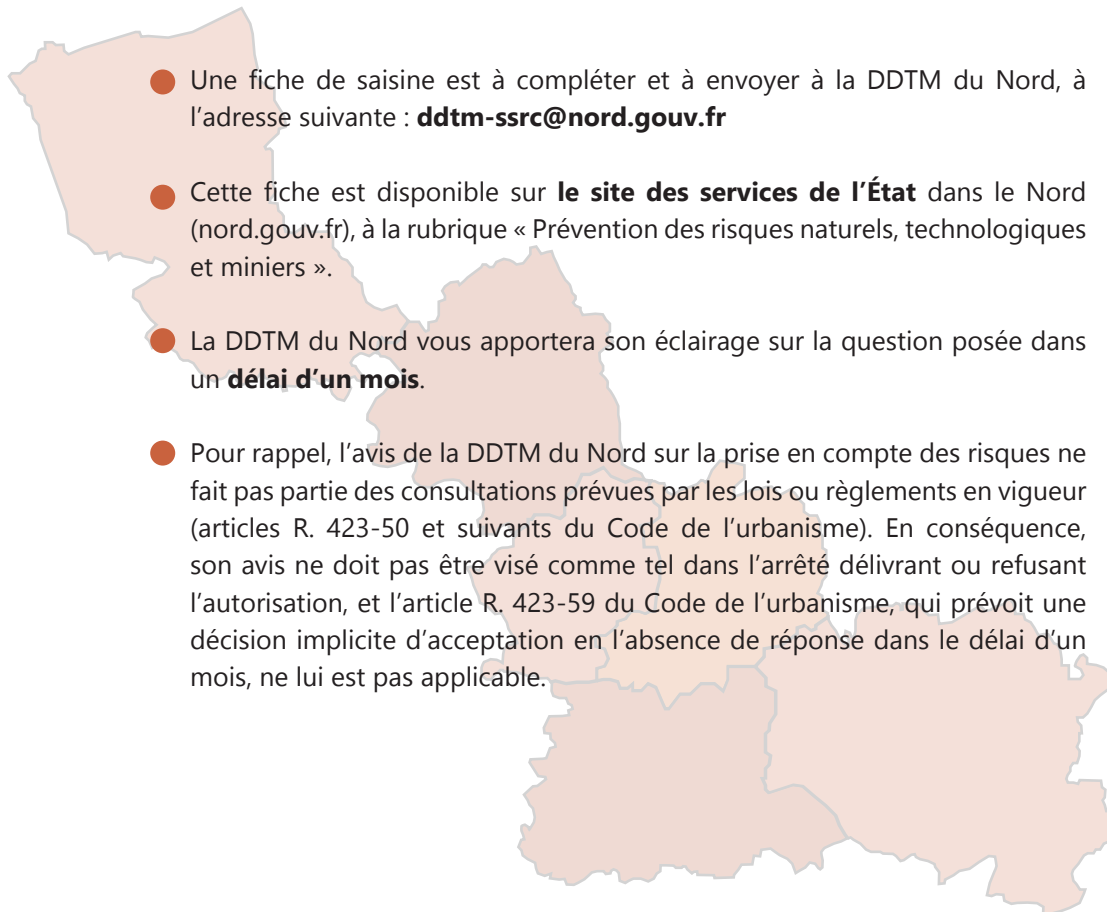 Une fiche de saisine est à compléter et à envoyer à la DDTM du Nord, à
l’adresse suivante : ddtm-ssrc@nord.gouv.fr
Cette fiche est disponible sur le site des services de l’État dans le Nord
(nord.gouv.fr), à la rubrique « Prévention des risques naturels, technologiques
et miniers ».
La DDTM du Nord vous apportera son éclairage sur la question posée dans
un délai d’un mois.
Pour rappel, l’avis de la DDTM du Nord sur la prise en compte des risques ne
fait pas partie des consultations prévues par les lois ou règlements en vigueur
(articles R. 423-50 et suivants du Code de l’urbanisme). En conséquence,
son avis ne doit pas être visé comme tel dans l’arrêté délivrant ou refusant
l’autorisation, et l’article R. 423-59 du Code de l’urbanisme, qui prévoit une
décision implicite d’acceptation en l’absence de réponse dans le délai d’un
mois, ne lui est pas applicable.